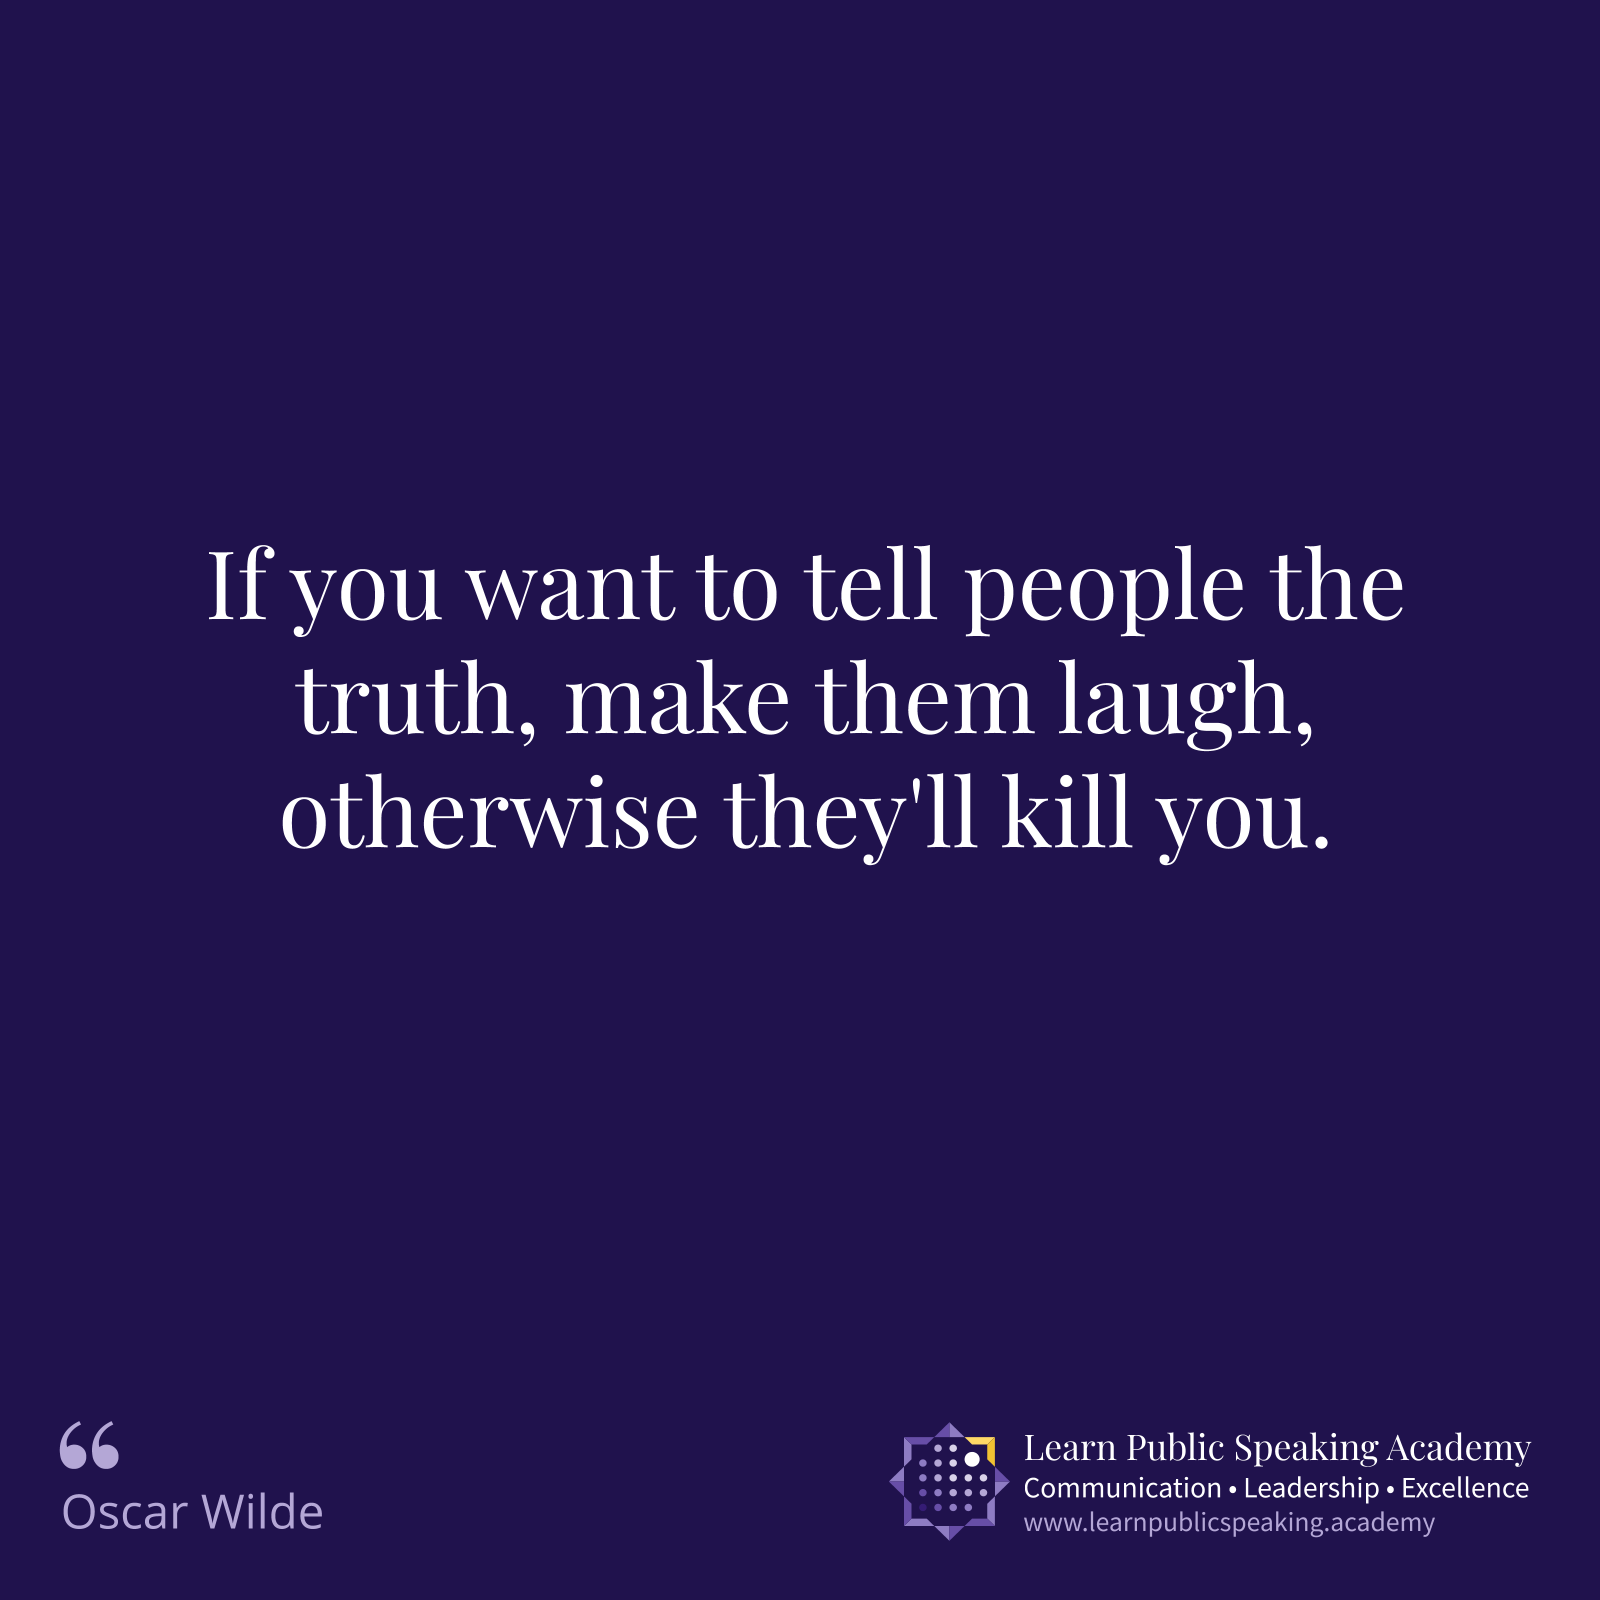 If you want to tell people the
truth, make them laugh,
otherwise they'll kill you.
Oscar Wilde
Learn Public Speaking Academy
Communication • Leadership • Excellence
www.learnpublicspeaking.academy